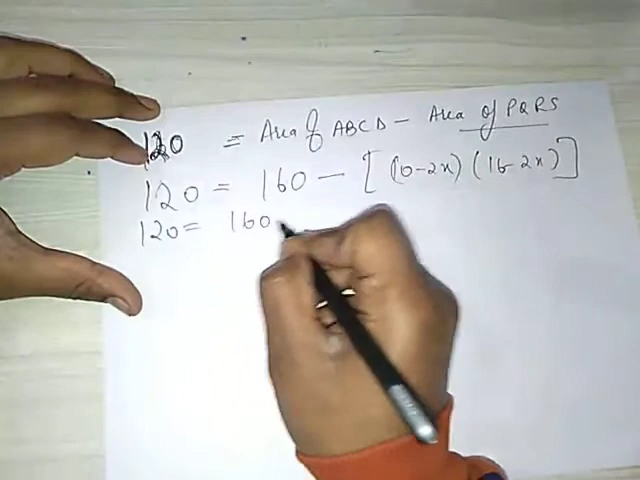 120 = Area of ABCD - Area of PQRS
120 = 160 - [(10-2x)(16-2x)]
120 = 160